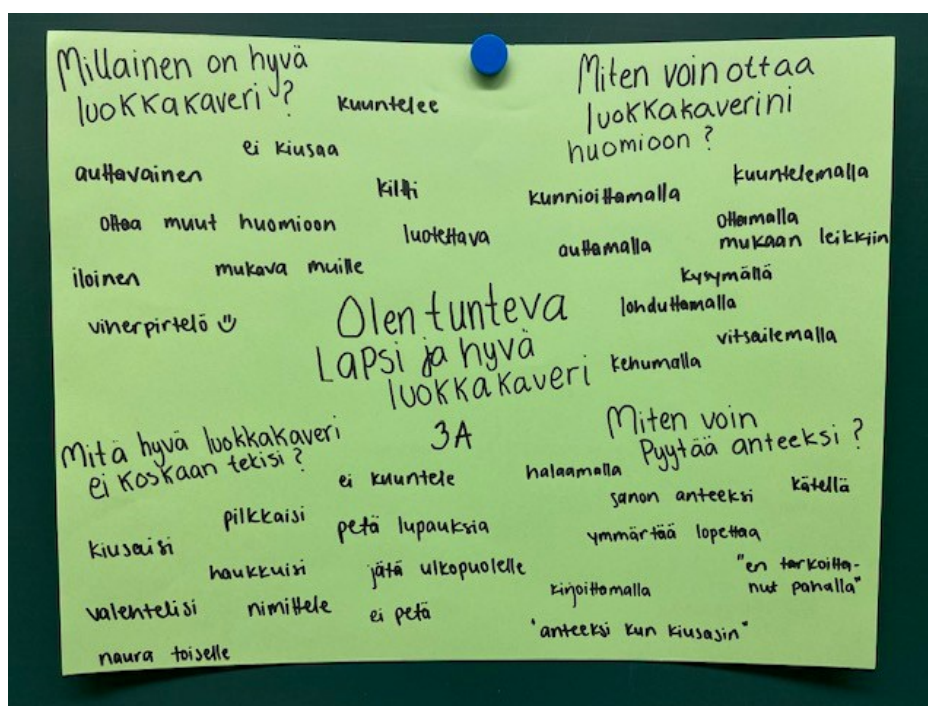 Millainen on hyvä
luokkakaveri?
kuuntelee
ei kiusaa
auttavainen
kiltti
ottaa muut huomioon
luotettava
iloinen
mukava muille
vinerpirtelö
Miten voin ottaa
luokkakaverini
huomioon?
kuuntelemalla
kunnioittamalla
ottamalla
mukaan leikkiin
auttamalla
kysymällä
lohduttamalla
vitsailemalla
kehumalla
Olen tunteva
Lapsi ja hyvä
luokkakaveri
3A
Mitä hyvä luokkakaveri
ei koskaan tekisi?
ei kuuntele
pilkkaisi
kiusaisi
petä lupauksia
haukkuisi
jätä ulkopuolelle
valehtelisi
nimittele
ei petä
naura toiselle
Miten voin
Pyytää anteeksi?
halaamalla
sanon anteeksi
kätellä
ymmärtää lopettaa
"en tarkoitta-
nut pahalla"
kirjoittamalla
"anteeksi kun kiusasin"